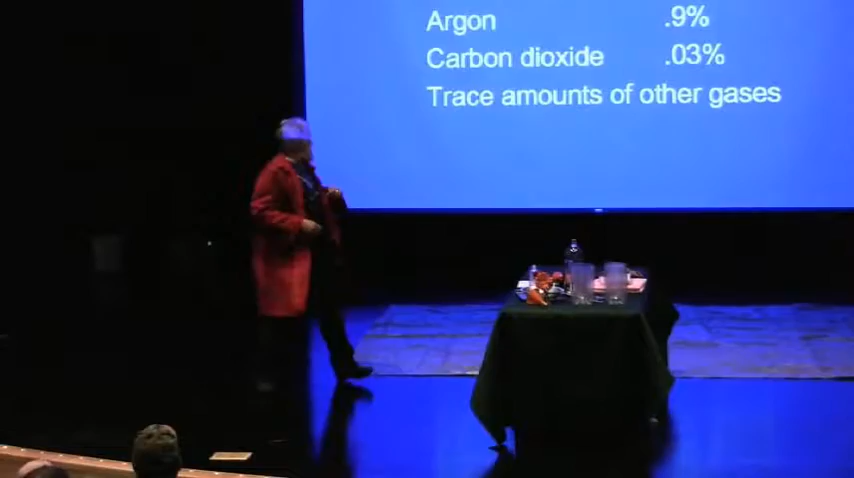 Argon .9%
Carbon dioxide .03%
Trace amounts of other gases